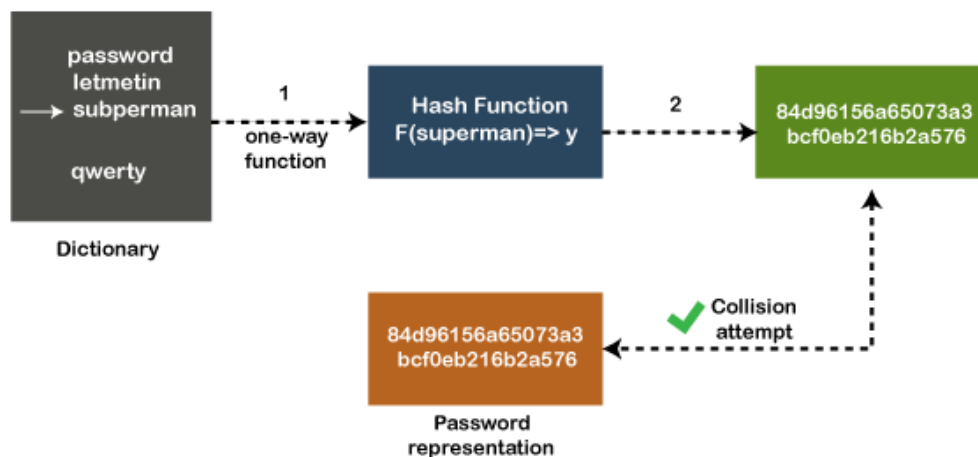 password
letmetin
subperman
qwerty
Dictionary
1
one-way
function
Hash Function
F(superman)=> y
2
84d96156a65073a3
bcf0eb216b2a576
Collision
attempt
84d96156a65073a3
bcf0eb216b2a576
Password
representation